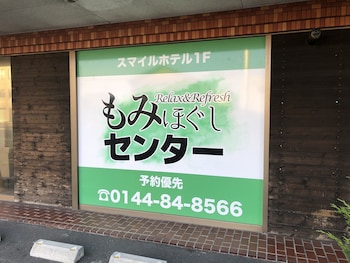 スマイルホテル1F
Relax&Refresh
もみほぐし
センター
予約優先
☎0144-84-8566